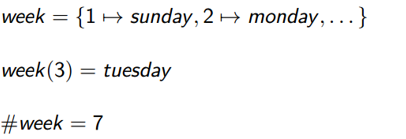 week = {1 ↦ sunday, 2 ↦ monday, . . . }
week(3) = tuesday
#week = 7